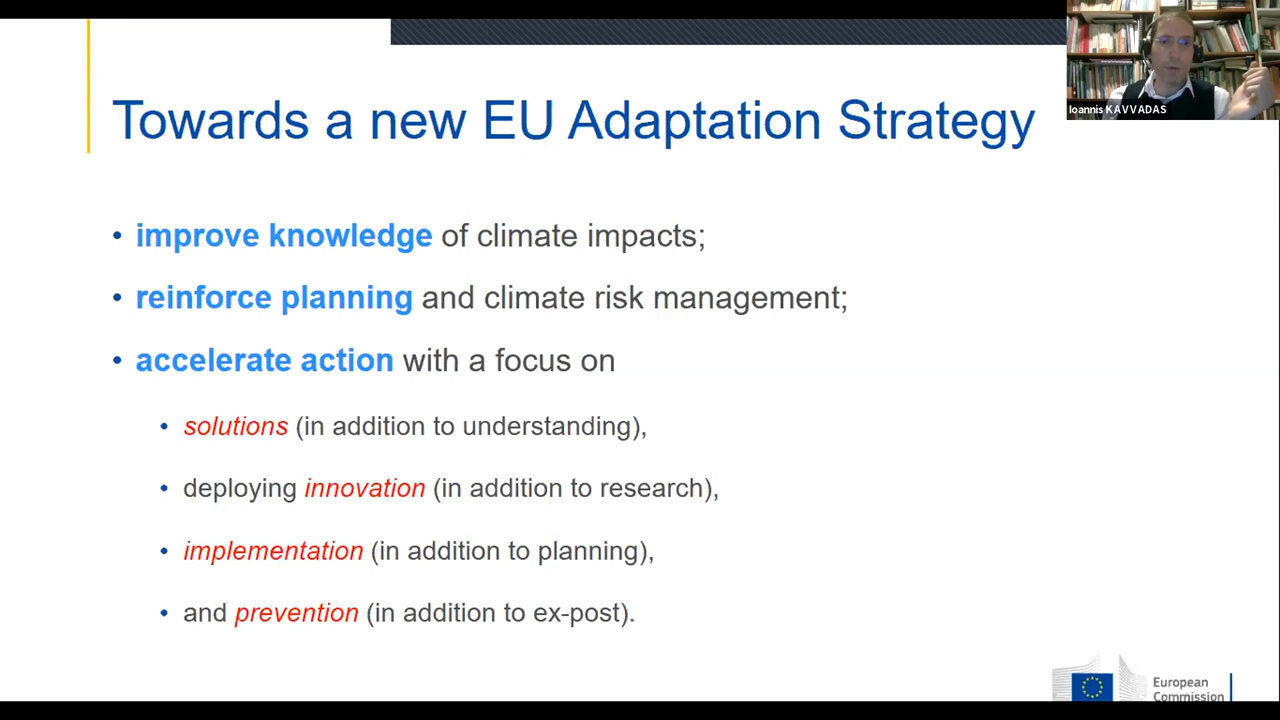 Towards a new EU Adaptation Strategy
Ioannis KAVVADAS
• improve knowledge of climate impacts;
• reinforce planning and climate risk management;
• accelerate action with a focus on
• solutions (in addition to understanding),
• deploying innovation (in addition to research),
• implementation (in addition to planning),
• and prevention (in addition to ex-post).
European
Commission